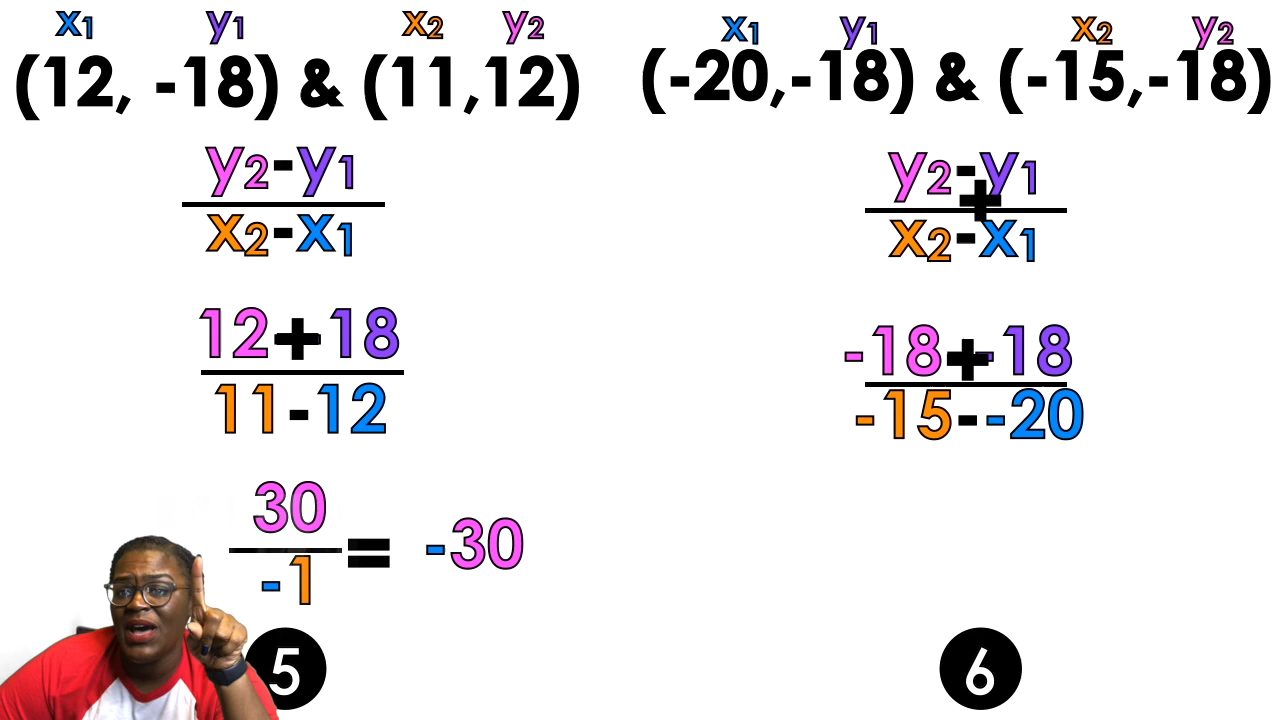 x1 y1 x2 y2
(12, -18) & (11,12)
y2-y1
x2-x1
12+18
11-12
30
-1
= -30
5
x1 y1 x2 y2
(-20,-18) & (-15,-18)
y2-y1
+
x2-x1
-18+-18
-15--20
6